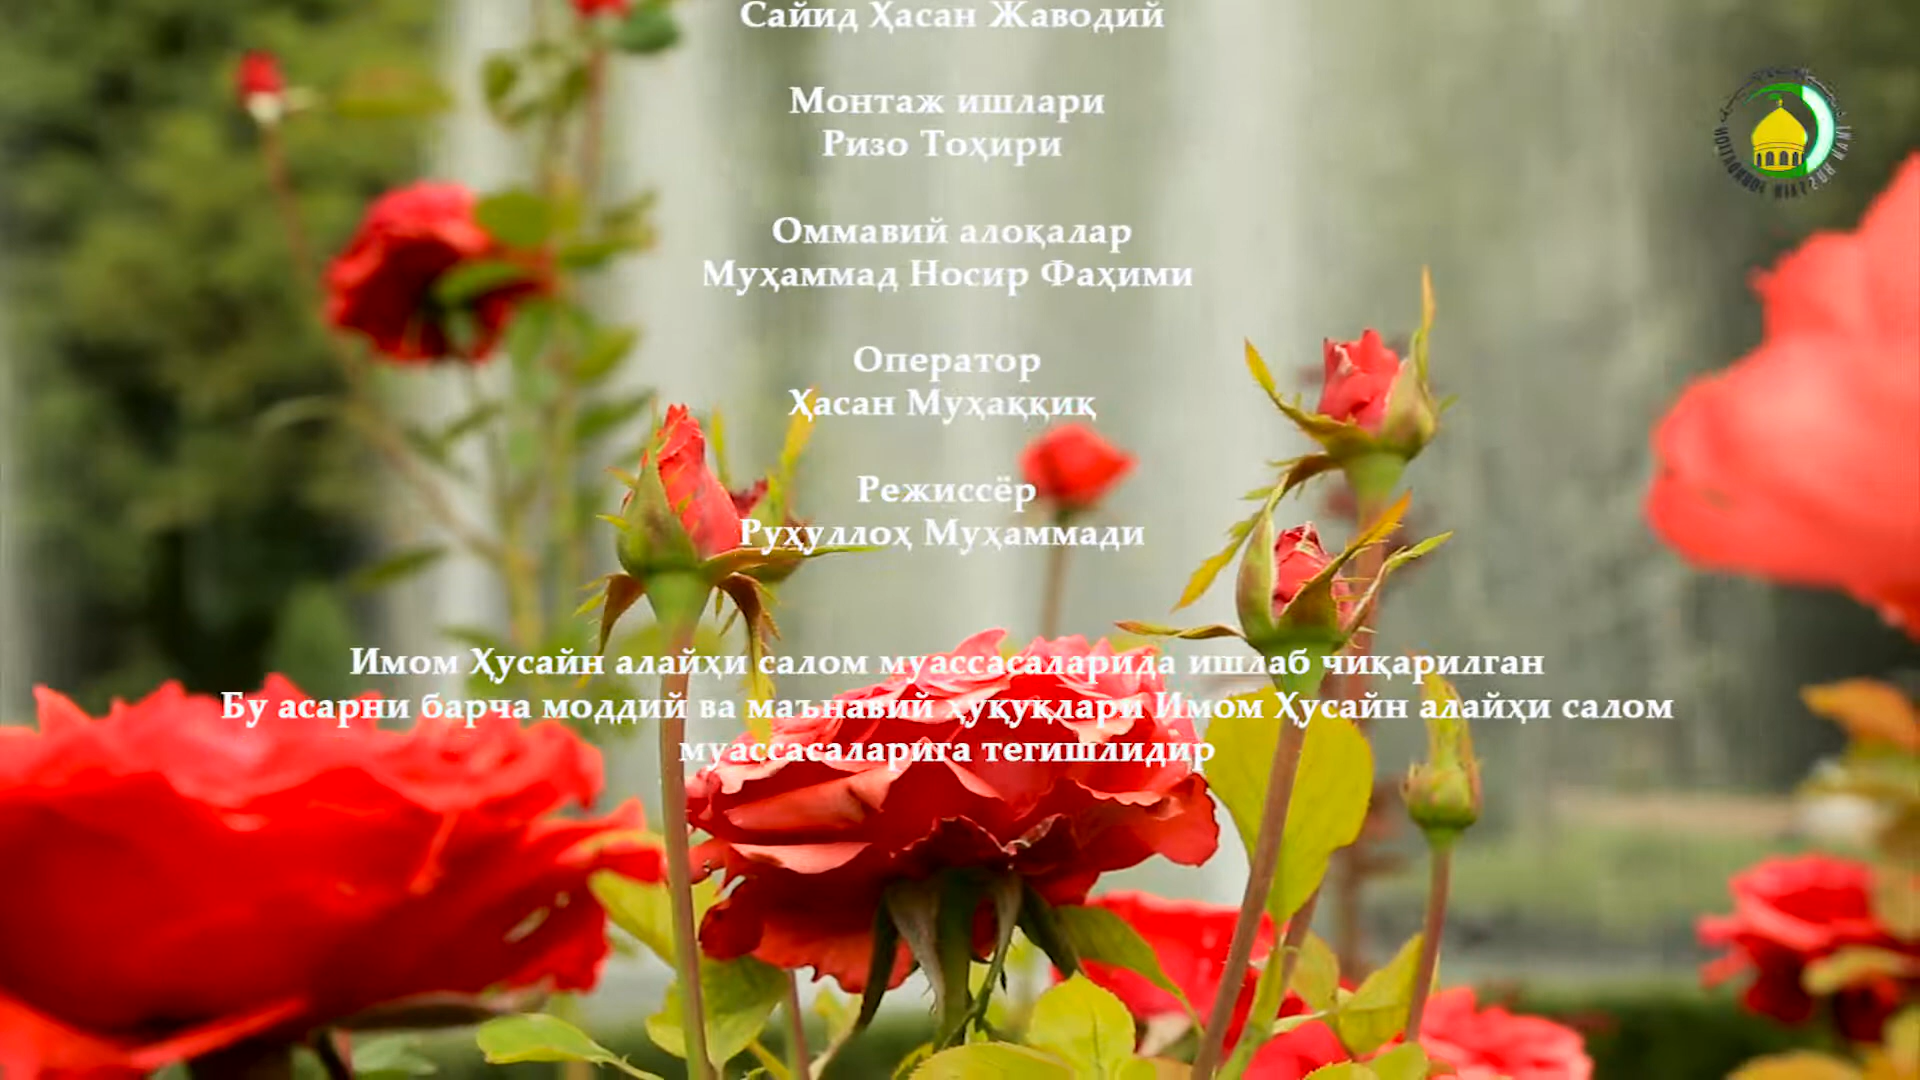 Сайид Ҳасан Жаводий
Монтаж ишлари
Ризо Тоҳири
Оммавий алоқалар
Муҳаммад Носир Фаҳими
Оператор
Ҳасан Муҳаққиқ
Режиссёр
Руҳуллоҳ Муҳаммади
Имом Ҳусайн алайҳи салом муассасаларида ишлаб чиқарилган
Бу асарни барча моддий ва маънавий ҳуқуқлари Имом Ҳусайн алайҳи салом
муассасаларига тегишлидир